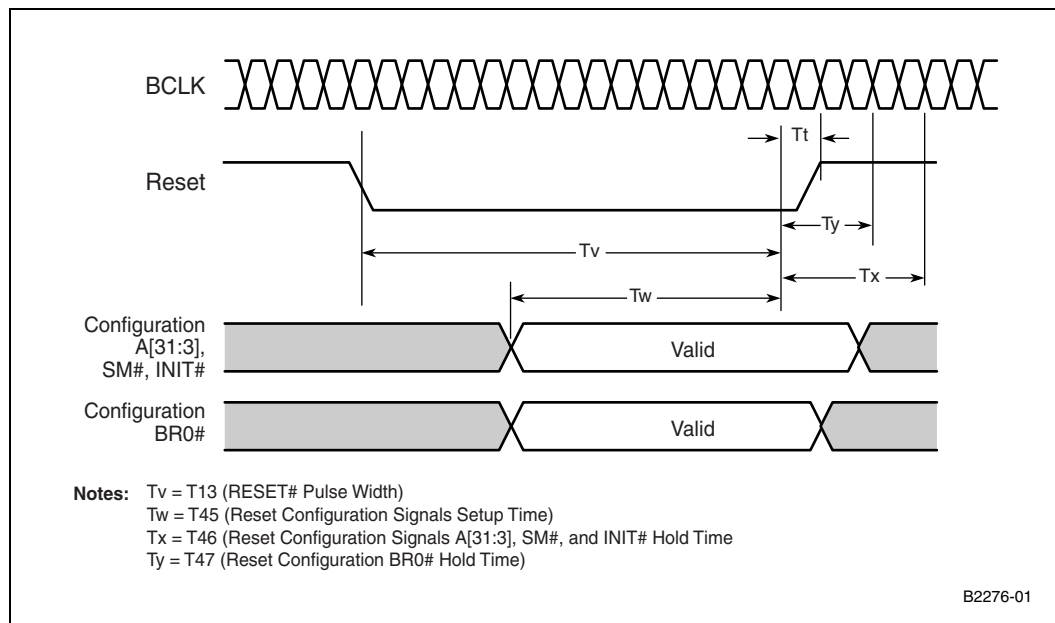 BCLK
Tt
Reset
Ty
Tv
Tx
Tw
Configuration
A[31:3],
SM#, INIT#
Valid
Configuration
BR0#
Valid
Notes: Tv = T13 (RESET# Pulse Width)
Tw = T45 (Reset Configuration Signals Setup Time)
Tx = T46 (Reset Configuration Signals A[31:3], SM#, and INIT# Hold Time
Ty = T47 (Reset Configuration BR0# Hold Time)
B2276-01